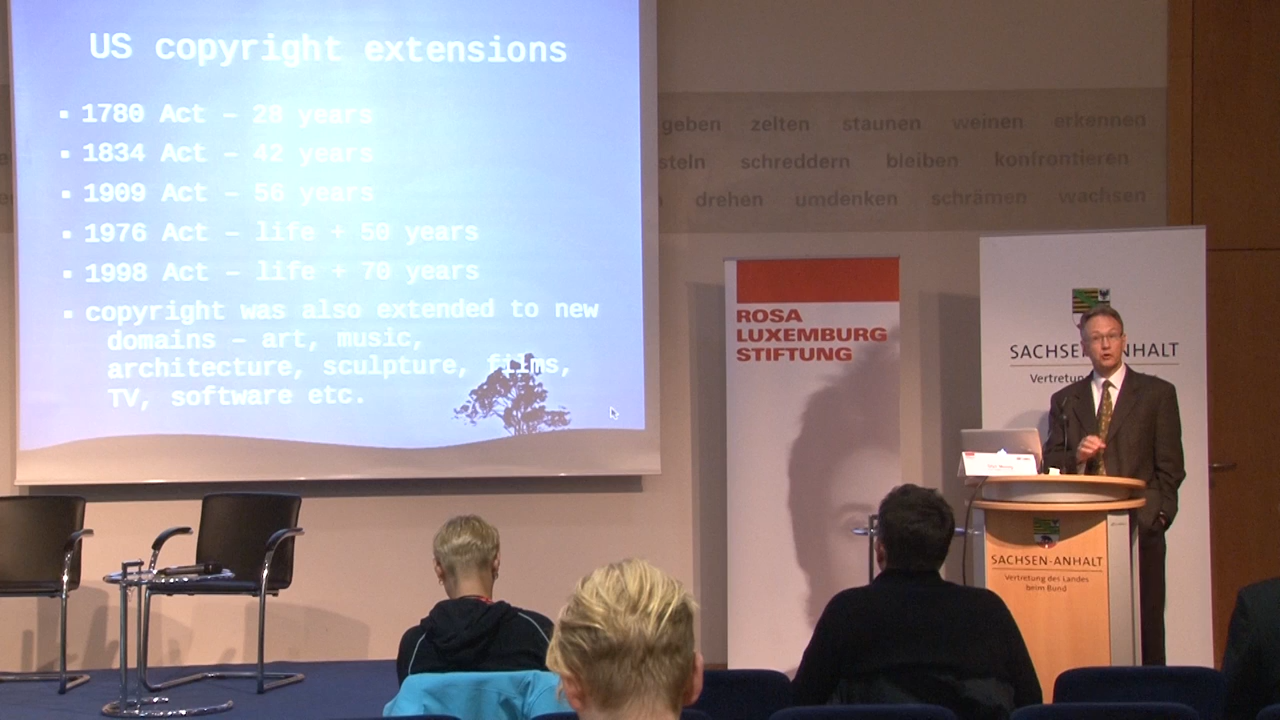 US copyright extensions
▪ 1780 Act – 28 years
▪ 1834 Act – 42 years
▪ 1909 Act – 56 years
▪ 1976 Act – life + 50 years
▪ 1998 Act – life + 70 years
▪ copyright was also extended to new
domains – art, music,
architecture, sculpture, films,
TV, software etc.
geben zelten staunen weinen erkennen
steln schreddern bleiben konfrontieren
drehen umdenken schrämen wachsen
ROSA
LUXEMBURG
STIFTUNG
SACHSEN-ANHALT
Vertretu
SACHSEN-ANHALT
Vertretung des Landes
beim Bund